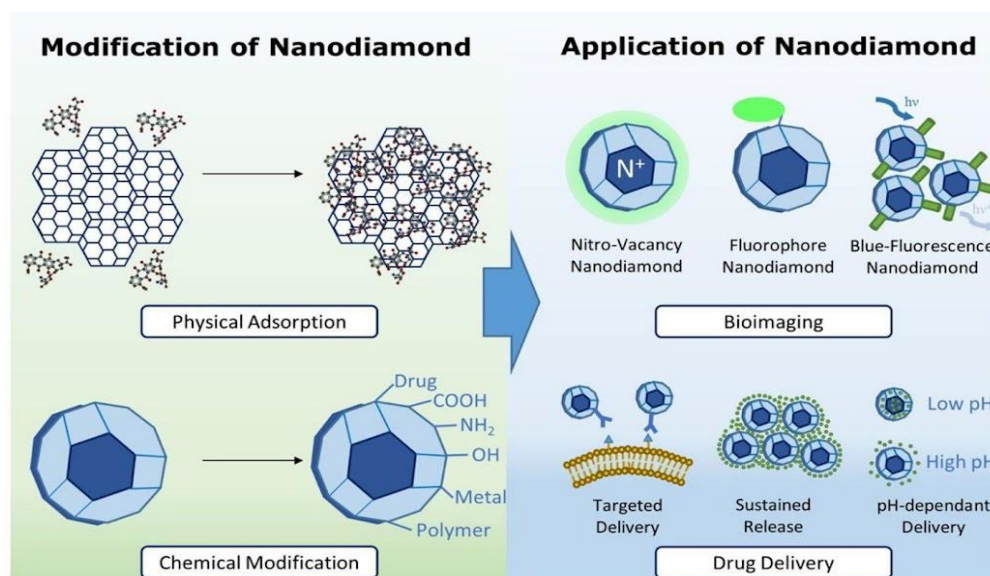 Modification of Nanodiamond
Physical Adsorption
Drug
COOH
NH₂
OH
Metal
Polymer
Chemical Modification
Application of Nanodiamond
hν
N⁺
hν'
Nitro-Vacancy
Nanodiamond
Fluorophore
Nanodiamond
Blue-Fluorescence
Nanodiamond
Bioimaging
Low pH
High pH
Targeted
Delivery
Sustained
Release
pH-dependant
Delivery
Drug Delivery